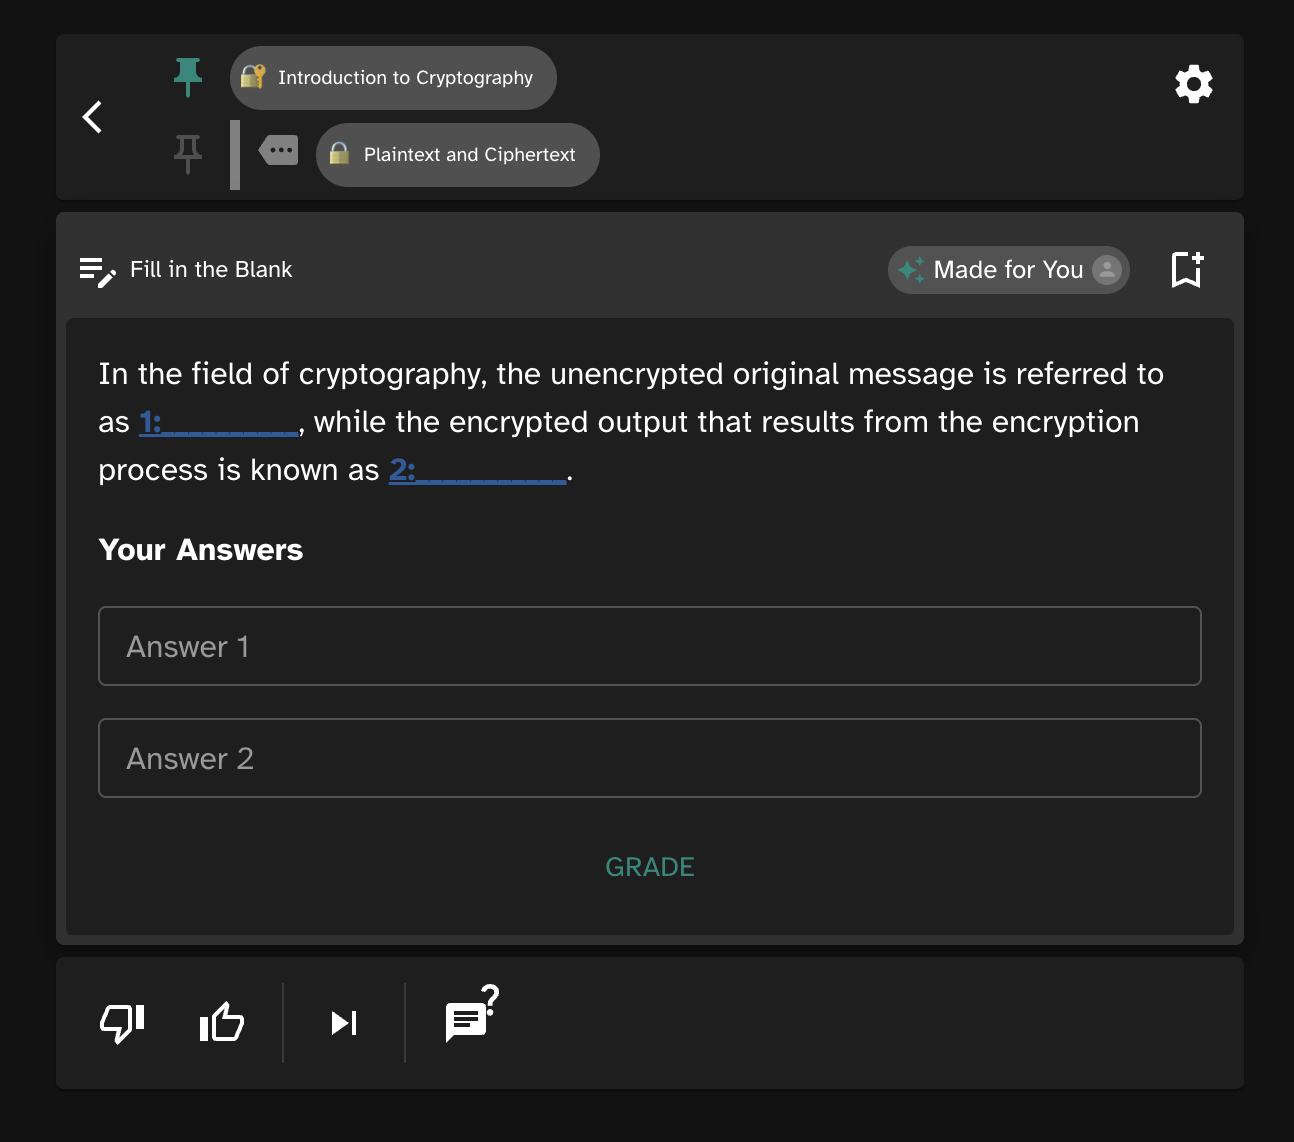 Introduction to Cryptography
Plaintext and Ciphertext
Fill in the Blank
Made for You
In the field of cryptography, the unencrypted original message is referred to
as 1:__________, while the encrypted output that results from the encryption
process is known as 2:___________.
Your Answers
Answer 1
Answer 2
GRADE